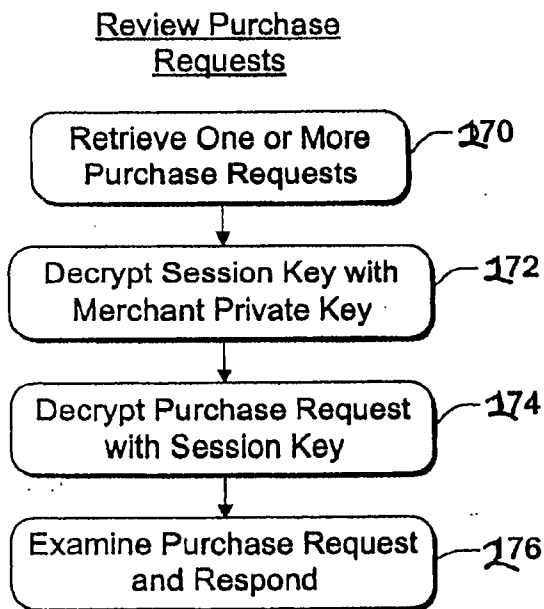 Review Purchase
Requests
Retrieve One or More
Purchase Requests
170
Decrypt Session Key with
Merchant Private Key
172
Decrypt Purchase Request
with Session Key
174
Examine Purchase Request
and Respond
176